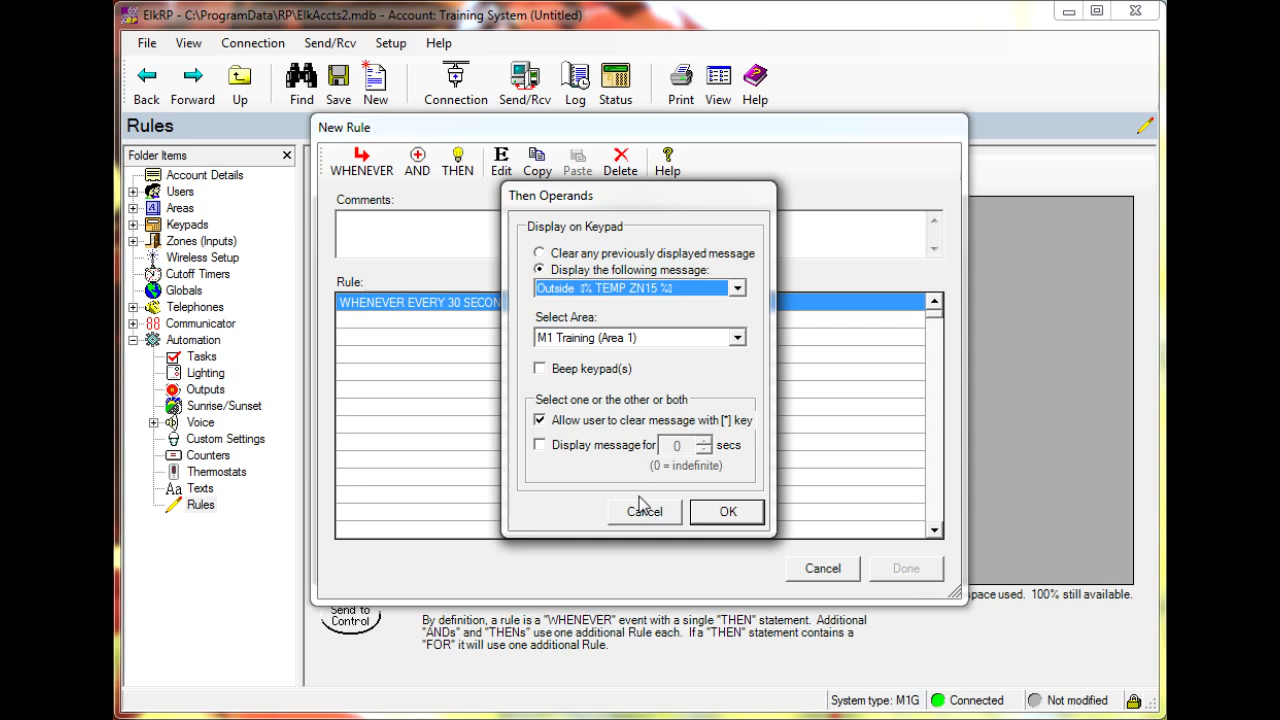 ElkRP - C:\ProgramData\RP\ElkAccts2.mdb - Account: Training System (Untitled)
File View Connection Send/Rcv Setup Help
Back Forward Up Find Save New Connection Send/Rcv Log Status Print View Help
Rules
Folder Items
Account Details
Users
Areas
Keypads
Zones (Inputs)
Wireless Setup
Cutoff Timers
Globals
Telephones
Communicator
Automation
Tasks
Lighting
Outputs
Sunrise/Sunset
Voice
Custom Settings
Counters
Thermostats
Texts
Rules
New Rule
WHENEVER AND THEN Edit Copy Paste Delete Help
Comments:
Rule:
WHENEVER EVERY 30 SECON
Then Operands
Display on Keypad
Clear any previously displayed message
Display the following message:
Outside % TEMP ZN15 %
Select Area:
M1 Training (Area 1)
Beep keypad(s)
Select one or the other or both
Allow user to clear message with [*] key
Display message for 0 secs
(0 = indefinite)
Cancel OK
Cancel Done
space used. 100% still available.
Send to
Control
By definition, a rule is a "WHENEVER" event with a single "THEN" statement. Additional
"ANDs" and "THENs" use one additional Rule each. If a "THEN" statement contains a
"FOR" it will use one additional Rule.
System type: M1G Connected Not modified